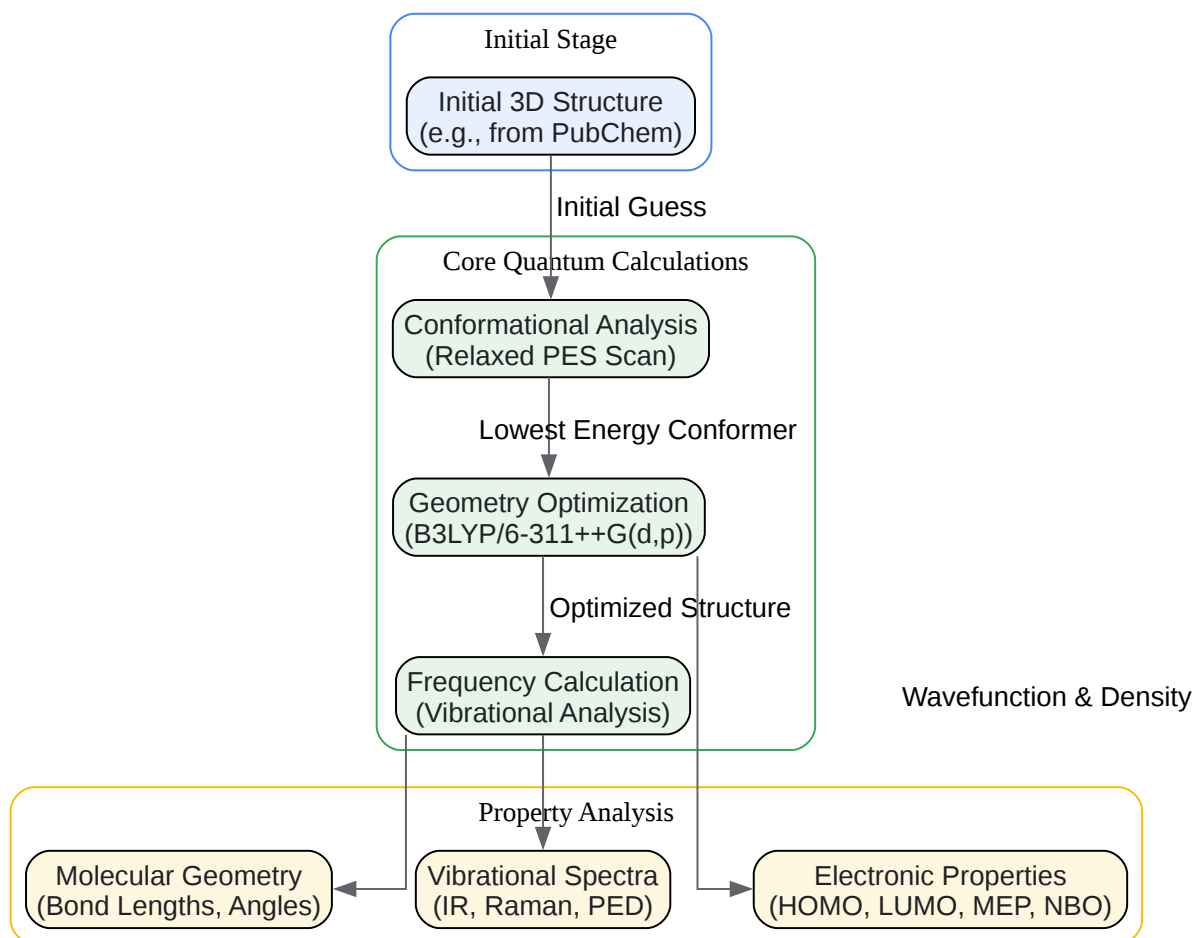 Initial Stage
Initial 3D Structure
(e.g., from PubChem)
Initial Guess
Core Quantum Calculations
Conformational Analysis
(Relaxed PES Scan)
Lowest Energy Conformer
Geometry Optimization
(B3LYP/6-311++G(d,p))
Optimized Structure
Frequency Calculation
(Vibrational Analysis)
Wavefunction & Density
Property Analysis
Molecular Geometry
(Bond Lengths, Angles)
Vibrational Spectra
(IR, Raman, PED)
Electronic Properties
(HOMO, LUMO, MEP, NBO)